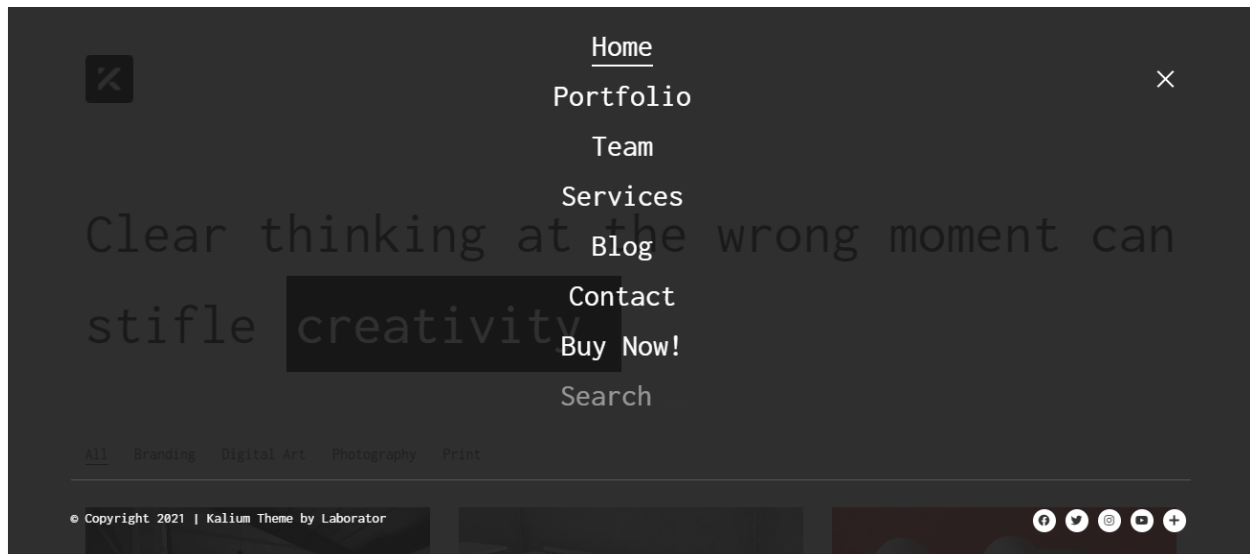 Home
Portfolio
Team
Services
Clear thinking at the wrong moment can
Blog
Contact
stifle creativity
Buy Now!
Search
All Branding Digital Art Photography Print
© Copyright 2021 | Kalium Theme by Laborator